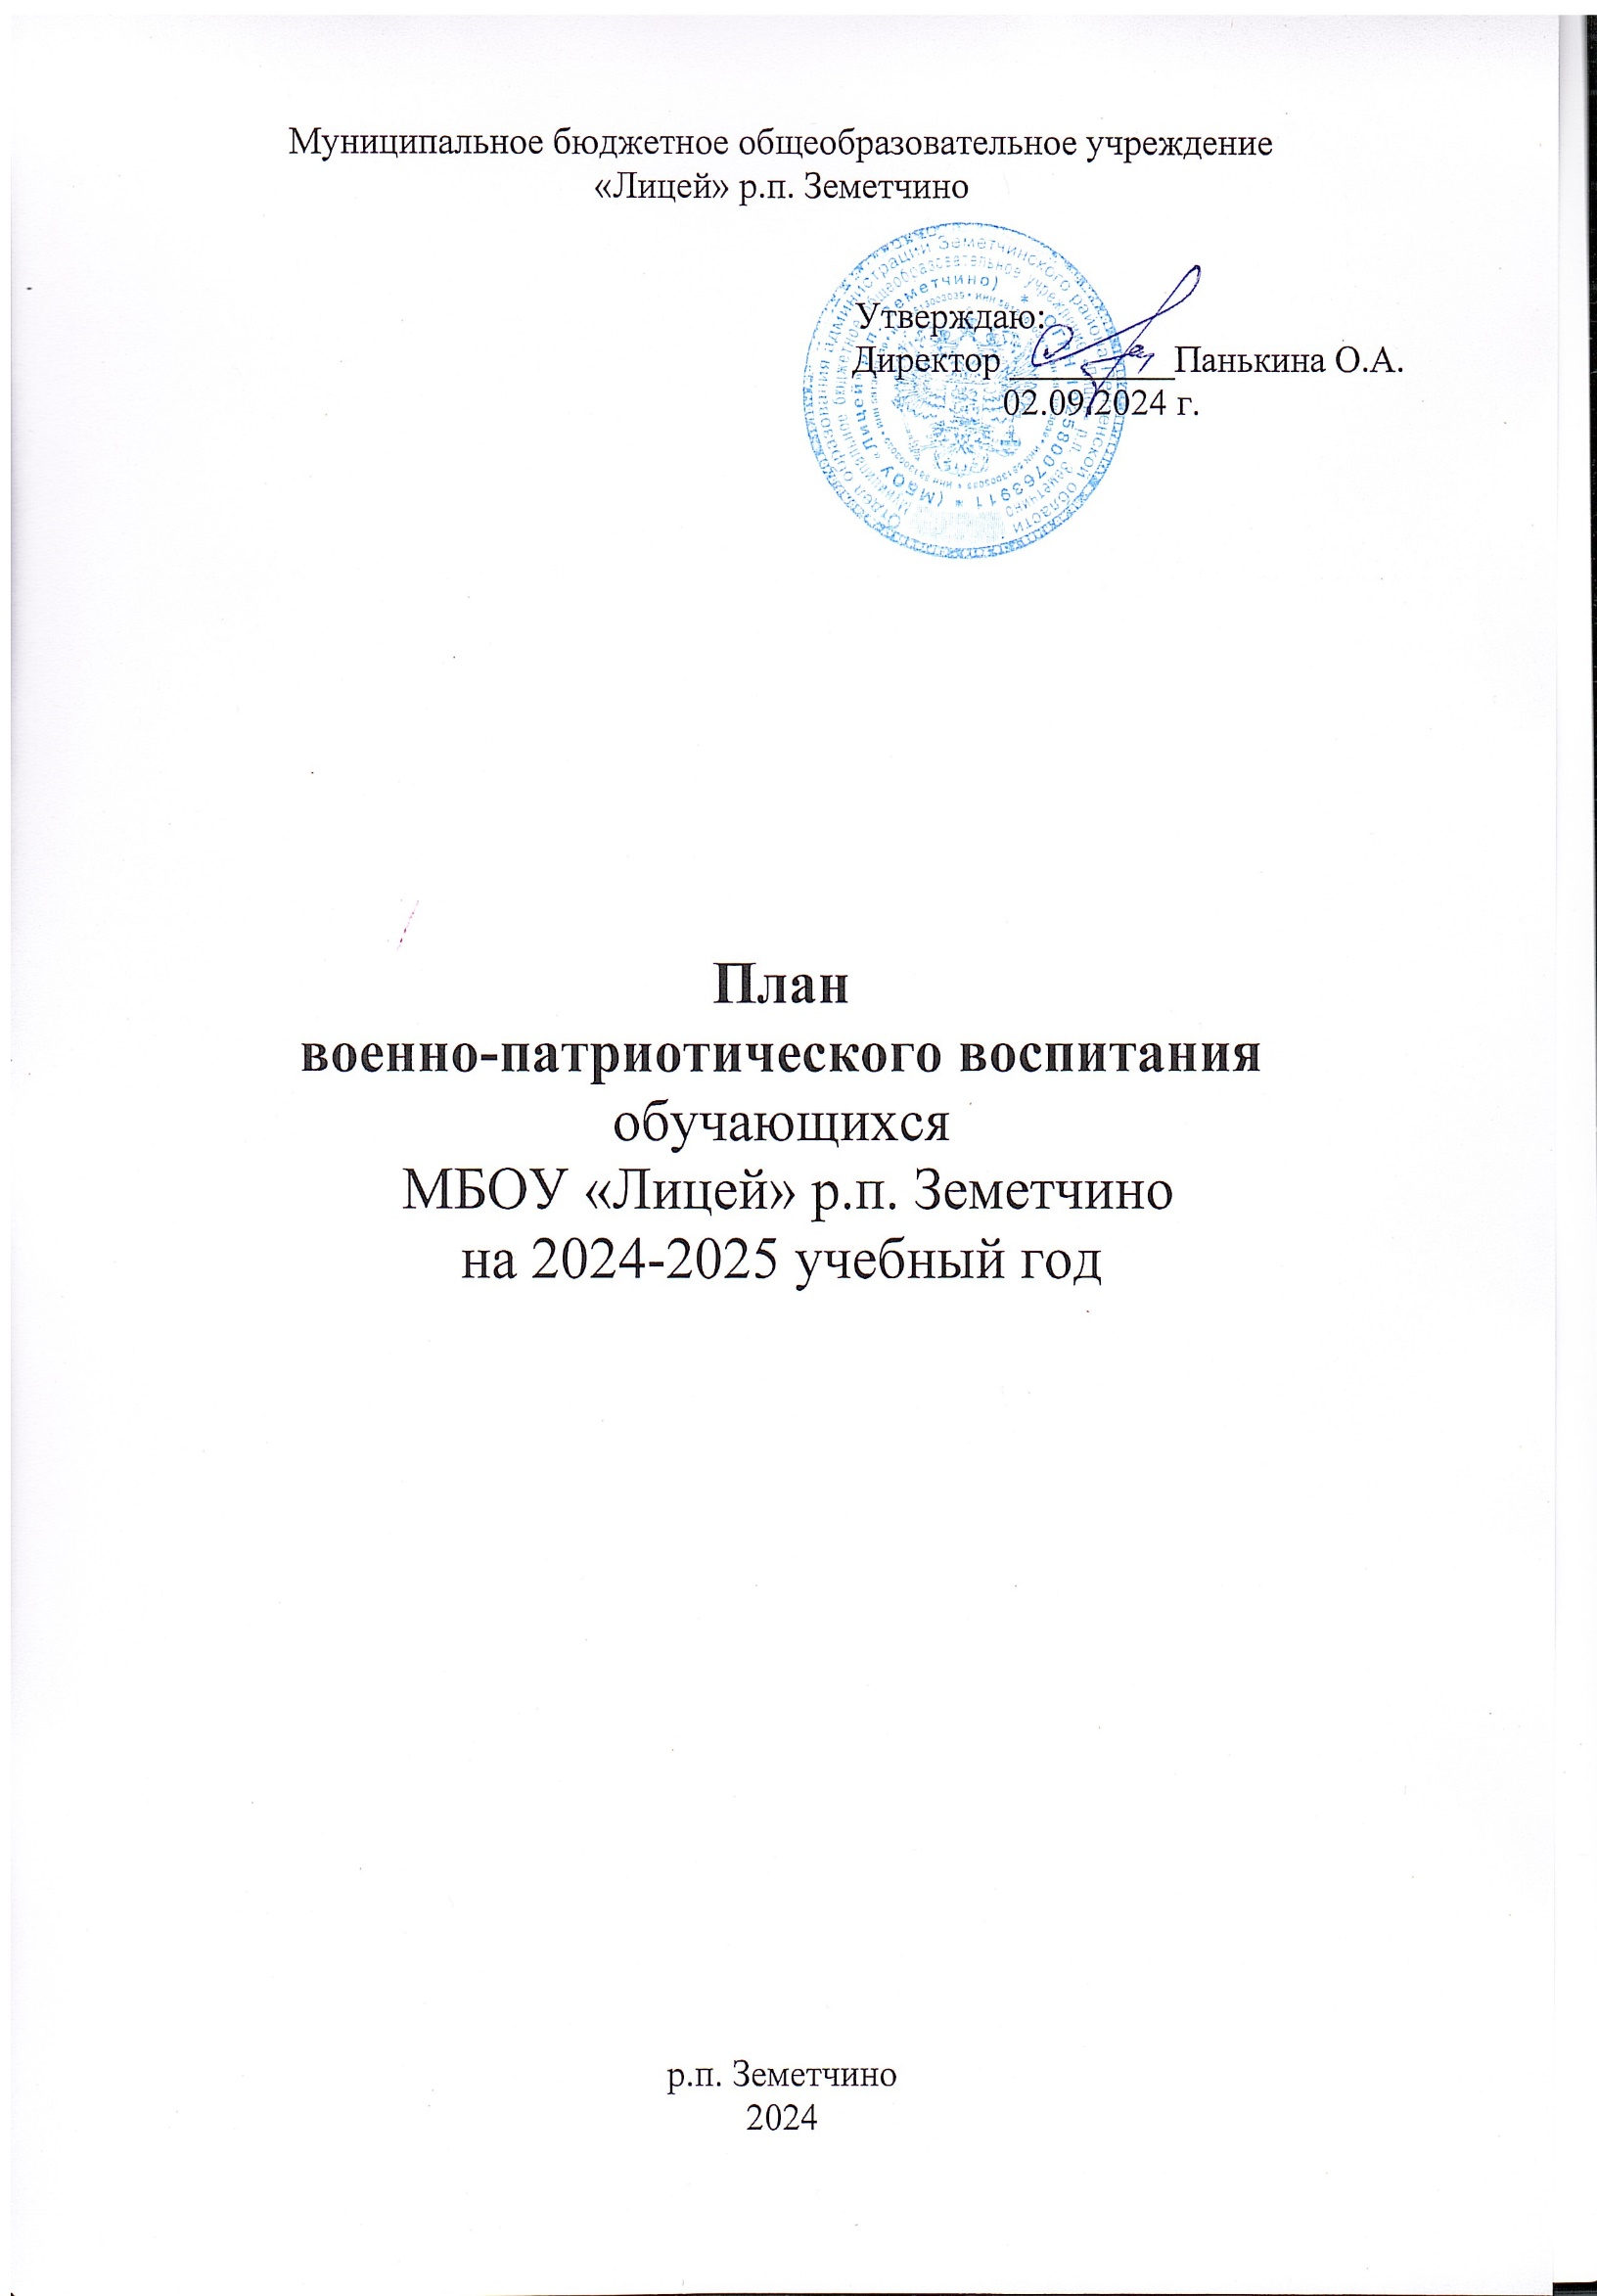 Муниципальное бюджетное общеобразовательное учреждение
«Лицей» р.п. Земетчино
Утверждаю:
Директор __________Панькина О.А.
02.09.2024 г.
План
военно-патриотического воспитания
обучающихся
МБОУ «Лицей» р.п. Земетчино
на 2024-2025 учебный год
р.п. Земетчино
2024